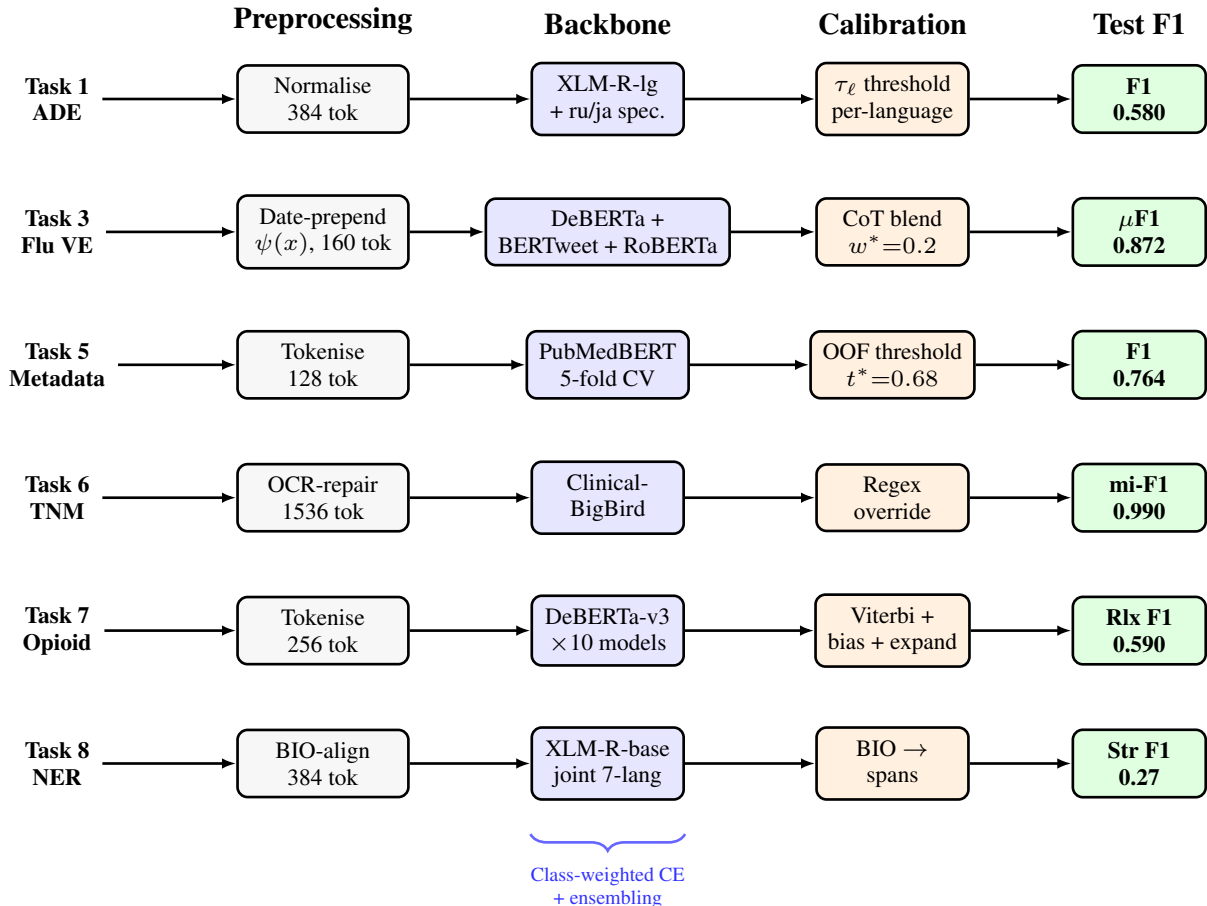 Preprocessing Backbone Calibration Test F1
Task 1
ADE
Normalise
384 tok
XLM-R-lg
+ ru/ja spec.
τℓ threshold
per-language
F1
0.580
Task 3
Flu VE
Date-prepend
ψ(x), 160 tok
DeBERTa +
BERTweet + RoBERTa
CoT blend
w*=0.2
μF1
0.872
Task 5
Metadata
Tokenise
128 tok
PubMedBERT
5-fold CV
OOF threshold
t*=0.68
F1
0.764
Task 6
TNM
OCR-repair
1536 tok
Clinical-
BigBird
Regex
override
mi-F1
0.990
Task 7
Opioid
Tokenise
256 tok
DeBERTa-v3
×10 models
Viterbi +
bias + expand
Rlx F1
0.590
Task 8
NER
BIO-align
384 tok
XLM-R-base
joint 7-lang
BIO →
spans
Str F1
0.27
Class-weighted CE
+ ensembling